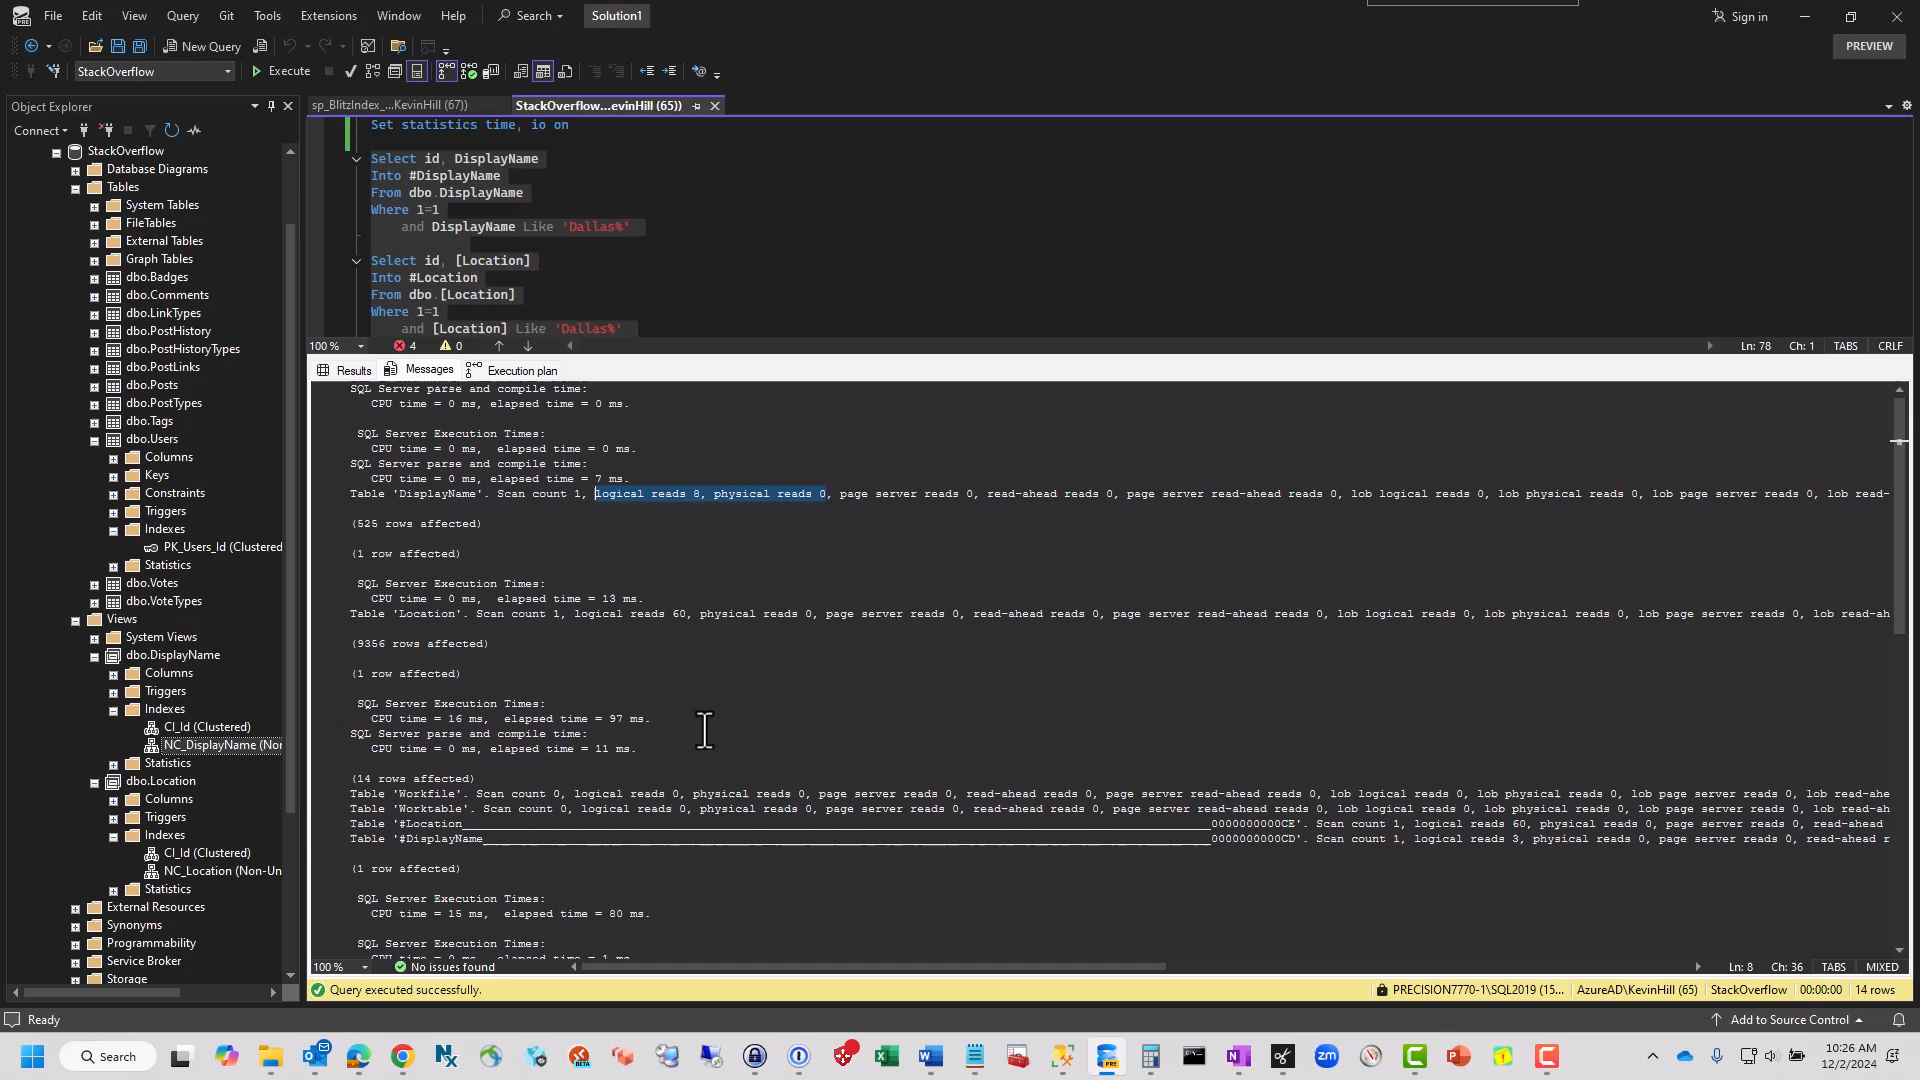 File Edit View Query Git Tools Extensions Window Help Search Solution1 Sign in
New Query PREVIEW
StackOverflow Execute
Object Explorer
sp_BlitzIndex_...KevinHill (67)) StackOverflow...evinHill (65))
Connect
StackOverflow
Database Diagrams
Tables
System Tables
FileTables
External Tables
Graph Tables
dbo.Badges
dbo.Comments
dbo.LinkTypes
dbo.PostHistory
dbo.PostHistoryTypes
dbo.PostLinks
dbo.Posts
dbo.PostTypes
dbo.Tags
dbo.Users
Columns
Keys
Constraints
Triggers
Indexes
PK_Users_Id (Clustered
Statistics
dbo.Votes
dbo.VoteTypes
Views
System Views
dbo.DisplayName
Columns
Triggers
Indexes
CI_Id (Clustered)
NC_DisplayName (Nor
Statistics
dbo.Location
Columns
Triggers
Indexes
CI_Id (Clustered)
NC_Location (Non-Un
Statistics
External Resources
Synonyms
Programmability
Service Broker
Storage
Set statistics time, io on
Select id, DisplayName
Into #DisplayName
From dbo.DisplayName
Where 1=1
and DisplayName Like 'Dallas%'
Select id, [Location]
Into #Location
From dbo.[Location]
Where 1=1
and [Location] Like 'Dallas%'
100 % 4 0 Ln: 78 Ch: 1 TABS CRLF
Results Messages Execution plan
SQL Server parse and compile time:
CPU time = 0 ms, elapsed time = 0 ms.
SQL Server Execution Times:
CPU time = 0 ms, elapsed time = 0 ms.
SQL Server parse and compile time:
CPU time = 0 ms, elapsed time = 7 ms.
Table 'DisplayName'. Scan count 1, logical reads 8, physical reads 0, page server reads 0, read-ahead reads 0, page server read-ahead reads 0, lob logical reads 0, lob physical reads 0, lob page server reads 0, lob read-
(525 rows affected)
(1 row affected)
SQL Server Execution Times:
CPU time = 0 ms, elapsed time = 13 ms.
Table 'Location'. Scan count 1, logical reads 60, physical reads 0, page server reads 0, read-ahead reads 0, page server read-ahead reads 0, lob logical reads 0, lob physical reads 0, lob page server reads 0, lob read-ah
(9356 rows affected)
(1 row affected)
SQL Server Execution Times:
CPU time = 16 ms, elapsed time = 97 ms.
SQL Server parse and compile time:
CPU time = 0 ms, elapsed time = 11 ms.
(14 rows affected)
Table 'Workfile'. Scan count 0, logical reads 0, physical reads 0, page server reads 0, read-ahead reads 0, page server read-ahead reads 0, lob logical reads 0, lob physical reads 0, lob page server reads 0, lob read-ahe
Table 'Worktable'. Scan count 0, logical reads 0, physical reads 0, page server reads 0, read-ahead reads 0, page server read-ahead reads 0, lob logical reads 0, lob physical reads 0, lob page server reads 0, lob read-ah
Table '#Location____________________________________________________________________________________________________________0000000000CE'. Scan count 1, logical reads 60, physical reads 0, page server reads 0, read-ahead
Table '#DisplayName_________________________________________________________________________________________________________0000000000CD'. Scan count 1, logical reads 3, physical reads 0, page server reads 0, read-ahead r
(1 row affected)
SQL Server Execution Times:
CPU time = 15 ms, elapsed time = 80 ms.
SQL Server Execution Times:
CPU time = 0 ms, elapsed time = 1 ms.
100 % No issues found Ln: 8 Ch: 36 TABS MIXED
Query executed successfully. PRECISION7770-1\SQL2019 (15... AzureAD\KevinHill (65) StackOverflow 00:00:00 14 rows
Ready Add to Source Control
Search 10:26 AM
12/2/2024